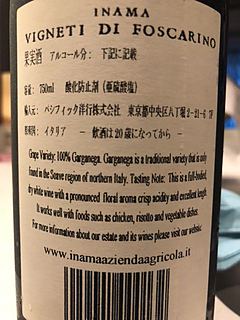 INAMA
VIGNETI DI FOSCARINO
果実酒 アルコール分： 下記に記載
容量： 750ml 酸化防止剤（亜硫酸塩）
輸入元： パシフィック洋行株式会社 東京都中央区八丁堀2-21-6 7F
原産国： イタリア － 飲酒は20歳になってから －
Grape Variety: 100% Garganega. Garganega is a traditional variety that is only
found in the Soave region of northern Italy. Tasting Note: This is a full-bodied,
dry white wine with a pronounced floral aroma crisp acidity and excellent length.
It works well with foods such as chicken, risotto and vegetable dishes.
For more information about our estate and its wines please visit our website.
www.inamaaziendaagricola.it